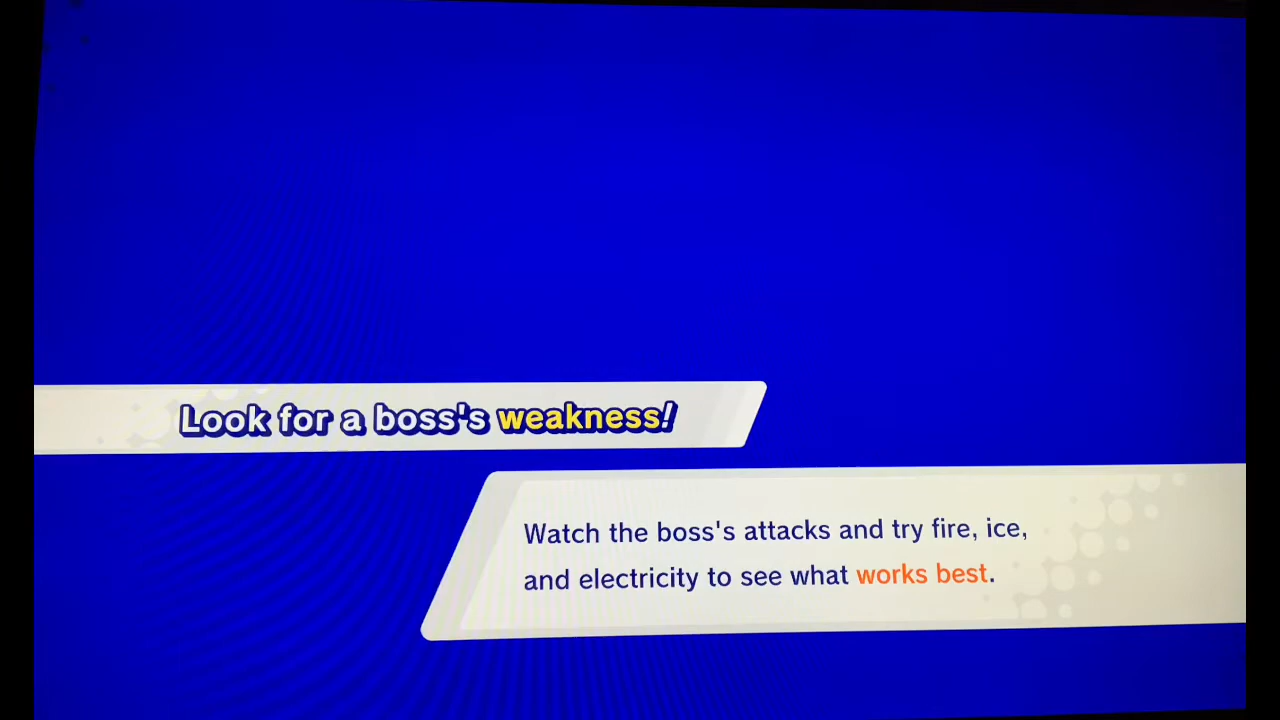 Look for a boss's weakness!
Watch the boss's attacks and try fire, ice,
and electricity to see what works best.